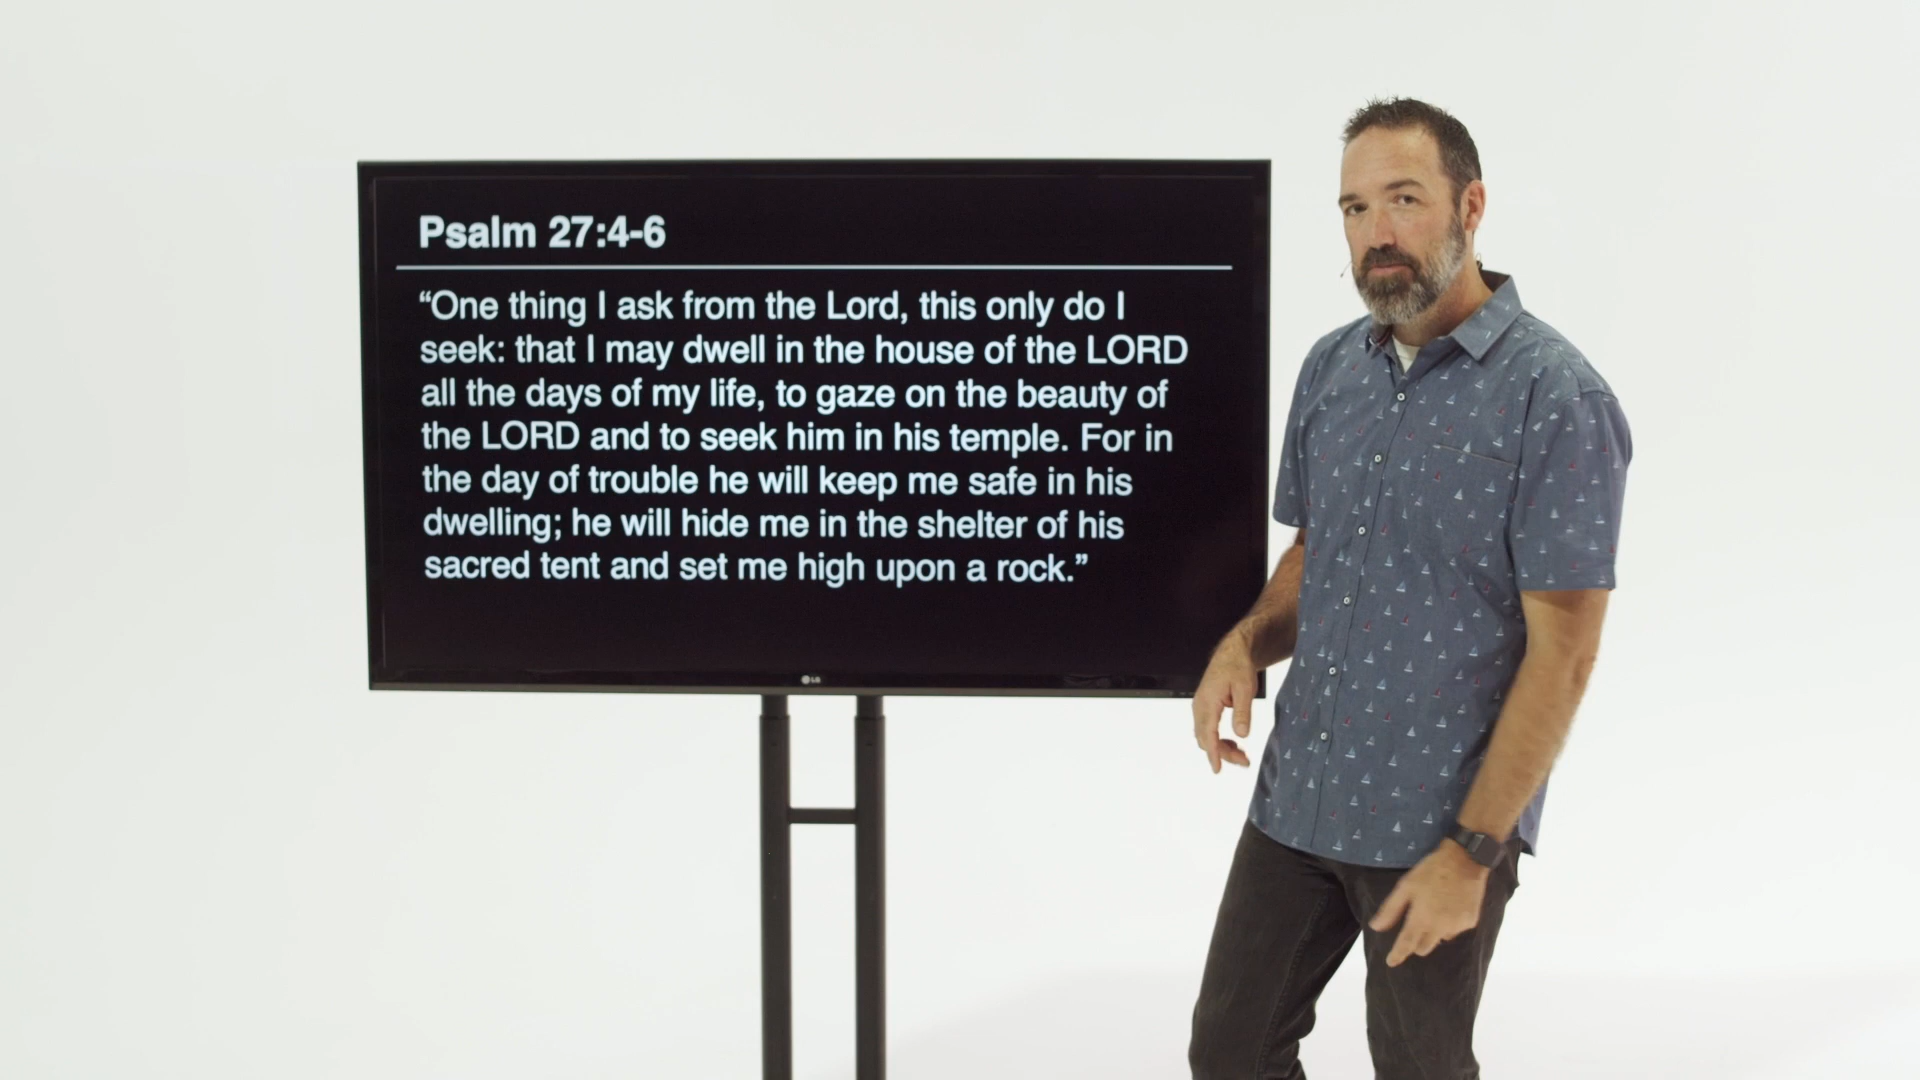 Psalm 27:4-6
“One thing I ask from the Lord, this only do I
seek: that I may dwell in the house of the LORD
all the days of my life, to gaze on the beauty of
the LORD and to seek him in his temple. For in
the day of trouble he will keep me safe in his
dwelling; he will hide me in the shelter of his
sacred tent and set me high upon a rock.”
LG